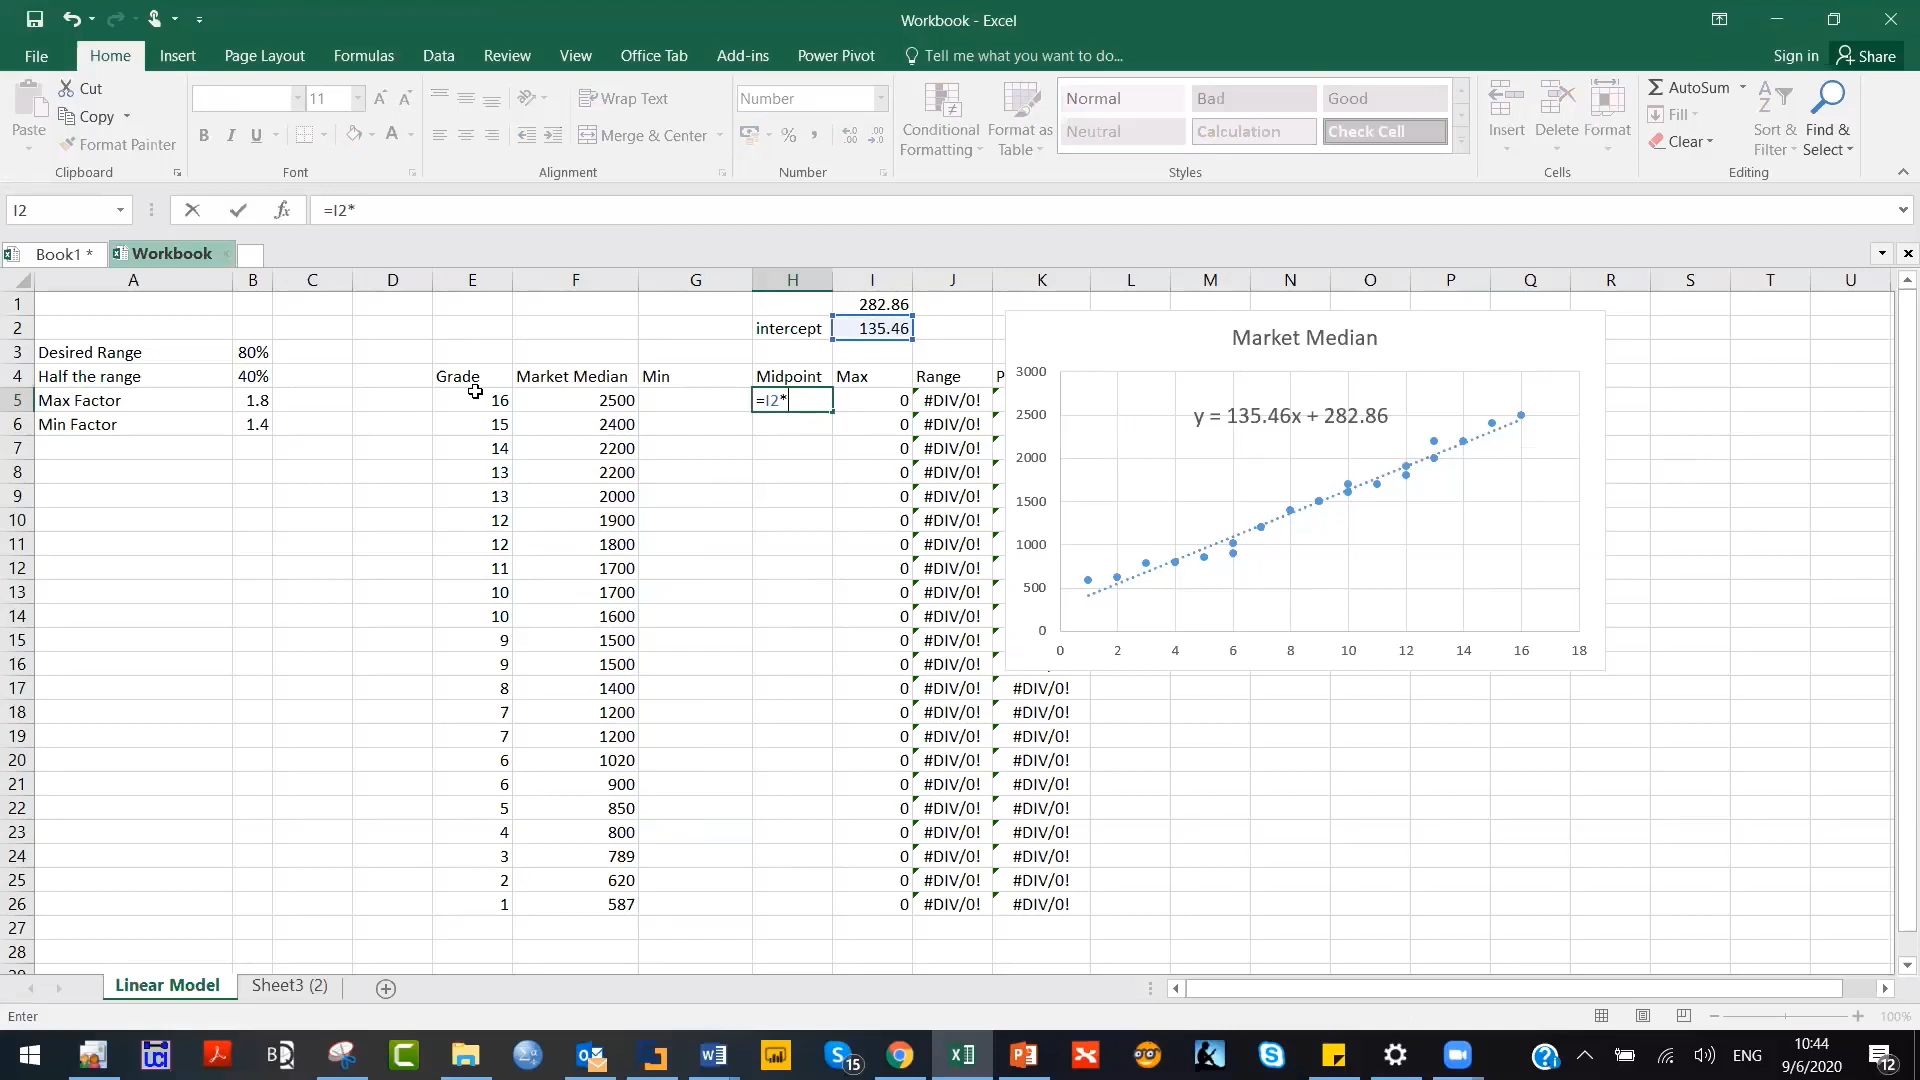 Workbook - Excel
File Home Insert Page Layout Formulas Data Review View Office Tab Add-ins Power Pivot Tell me what you want to do... Sign in Share
Paste Cut Copy Format Painter Clipboard
11 B I U A A A Font
Wrap Text Merge & Center Alignment
Number % , Number
Conditional Formatting Format as Table
Normal Bad Good
Neutral Calculation Check Cell
Styles
Insert Delete Format Cells
AutoSum Fill Clear Sort & Filter Find & Select Editing
I2 fx =I2*
Book1 * Workbook
A B C D E F G H I J K L M N O P Q R S T U
1 282.86
2 intercept 135.46
3 Desired Range 80%
4 Half the range 40% Grade Market Median Min Midpoint Max Range P
5 Max Factor 1.8 16 2500 =I2* 0 #DIV/0!
6 Min Factor 1.4 15 2400 0 #DIV/0!
7 14 2200 0 #DIV/0!
8 13 2200 0 #DIV/0!
9 13 2000 0 #DIV/0!
10 12 1900 0 #DIV/0!
11 12 1800 0 #DIV/0!
12 11 1700 0 #DIV/0!
13 10 1700 0 #DIV/0!
14 10 1600 0 #DIV/0!
15 9 1500 0 #DIV/0!
16 9 1500 0 #DIV/0!
17 8 1400 0 #DIV/0! #DIV/0!
18 7 1200 0 #DIV/0! #DIV/0!
19 7 1200 0 #DIV/0! #DIV/0!
20 6 1020 0 #DIV/0! #DIV/0!
21 6 900 0 #DIV/0! #DIV/0!
22 5 850 0 #DIV/0! #DIV/0!
23 4 800 0 #DIV/0! #DIV/0!
24 3 789 0 #DIV/0! #DIV/0!
25 2 620 0 #DIV/0! #DIV/0!
26 1 587 0 #DIV/0! #DIV/0!
27
28
Market Median
y = 135.46x + 282.86
3000
2500
2000
1500
1000
500
0
0 2 4 6 8 10 12 14 16 18
Linear Model Sheet3 (2)
Enter 100%
15 ENG 10:44
9/6/2020 12